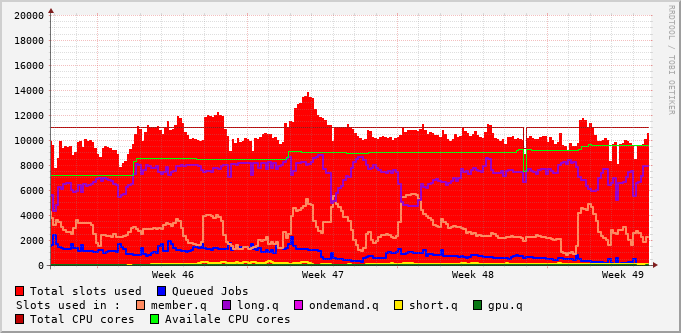 20000
18000
16000
14000
12000
10000
8000
6000
4000
2000
0
Week 46 Week 47 Week 48 Week 49
RRDTOOL / TOBI OETIKER
Total slots used Queued Jobs
Slots used in : member.q long.q ondemand.q short.q gpu.q
Total CPU cores Availale CPU cores